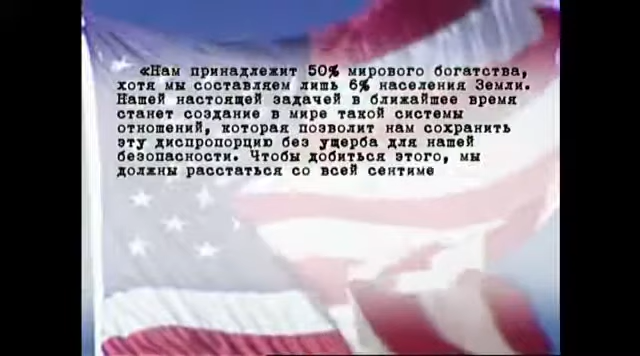 «Нам принадлежит 50% мирового богатства,
хотя мы составляем лишь 6% населения Земли.
Нашей настоящей задачей в ближайшее время
станет создание в мире такой системы
отношений, которая позволит нам сохранить
эту диспропорцию без ущерба для нашей
безопасности. Чтобы добиться этого, мы
должны расстаться со всей сентиме